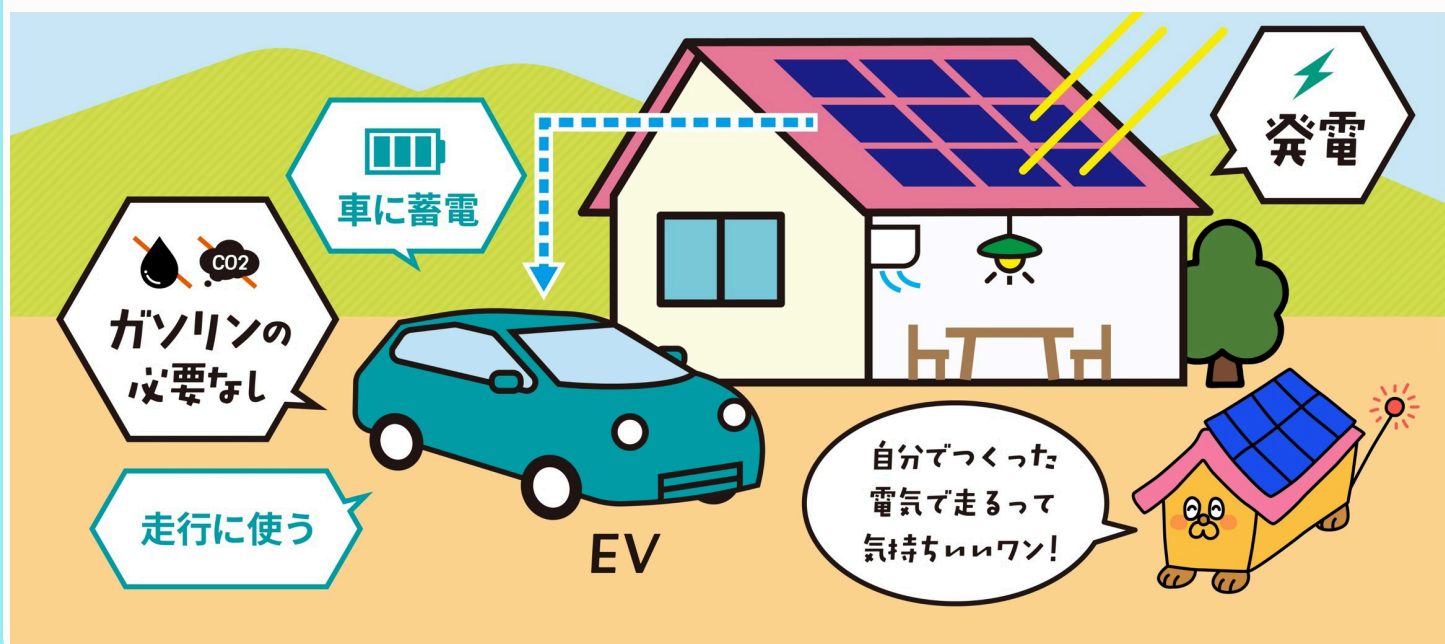 発電
車に蓄電
CO2
ガソリンの
必要なし
走行に使う
EV
自分でつくった
電気で走るって
気持ちいいワン!